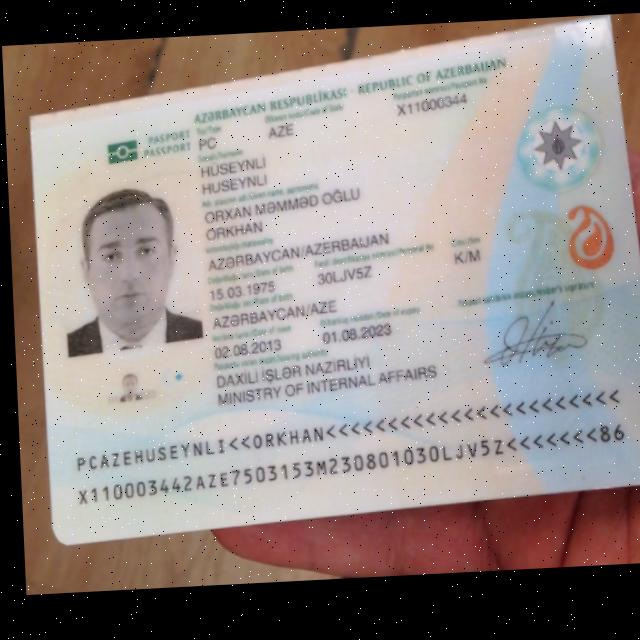 AZƏRBAYCAN RESPUBLİKASI REPUBLIC OF AZERBAIJAN
PASPORT PC AZE X11000344
PASSPORT
HUSEYNLI
HUSEYNLI
ORXAN MƏMMƏD OĞLU
ORKHAN
AZƏRBAYCAN/AZERBAIJAN
15.03.1975 30LJV5Z K/M
AZƏRBAYCAN/AZE
02.08.2013 01.08.2023
DAXİLİ İŞLƏR NAZİRLİYİ
MINISTRY OF INTERNAL AFFAIRS
PCAZEHUSEYNLI<<ORKHAN<<<<<<<<<<<<<<<<<<<<<<<
X110003442AZE7503153M230801030LJV5Z<<<<<<<86